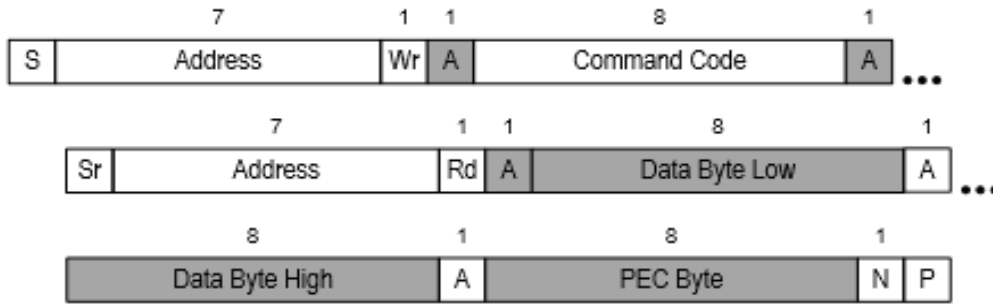 7 1 1 8 1
S Address Wr A Command Code A ...
7 1 1 8 1
Sr Address Rd A Data Byte Low A ...
8 1 8 1
Data Byte High A PEC Byte N P